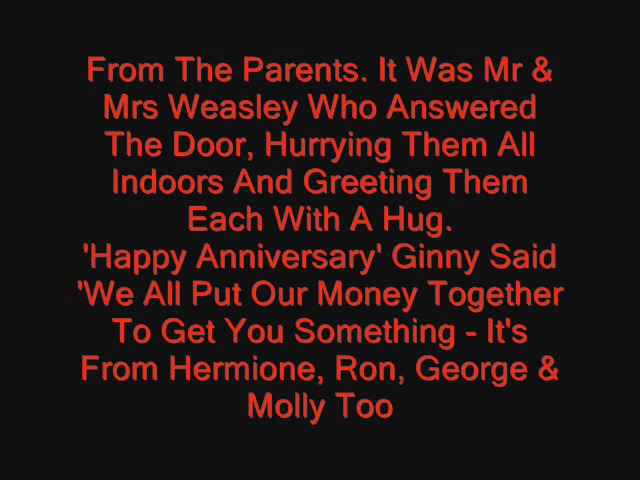 From The Parents. It Was Mr &
Mrs Weasley Who Answered
The Door, Hurrying Them All
Indoors And Greeting Them
Each With A Hug.
'Happy Anniversary' Ginny Said
'We All Put Our Money Together
To Get You Something - It's
From Hermione, Ron, George &
Molly Too